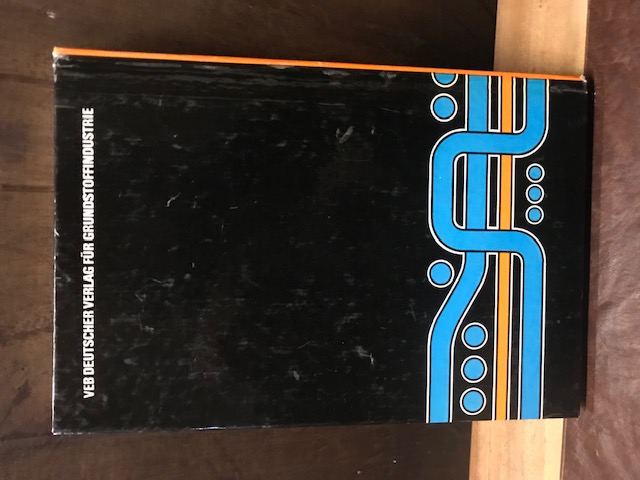 VEB DEUTSCHER VERLAG FÜR GRUNDSTOFFINDUSTRIE